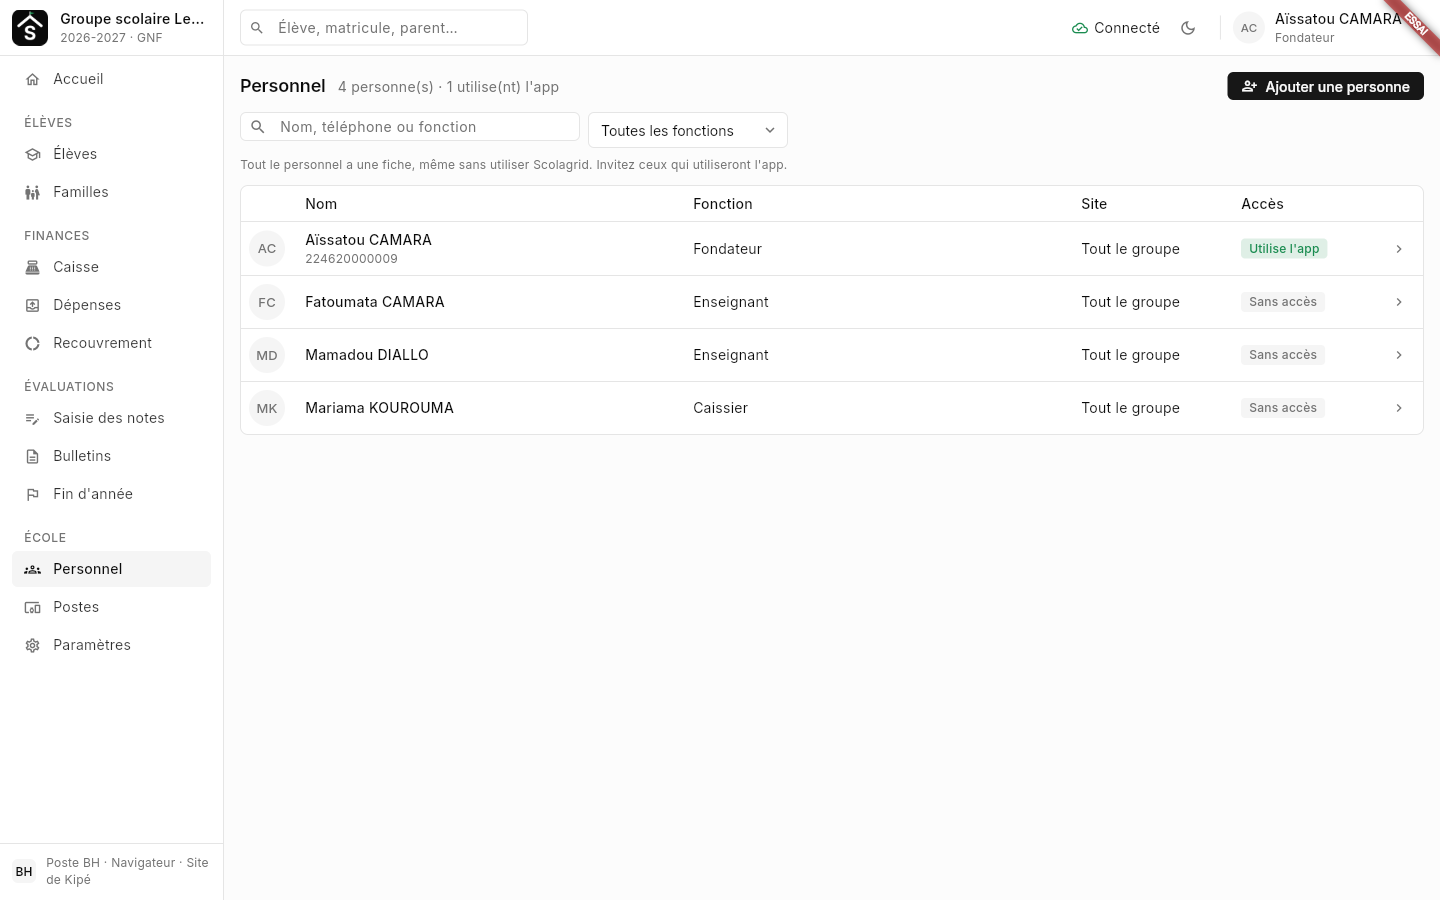 Groupe scolaire Le...
2026-2027 · GNF
Élève, matricule, parent...
Connecté
AC
Aïssatou CAMARA
Fondateur
ESSAI
Accueil
ÉLÈVES
Élèves
Familles
FINANCES
Caisse
Dépenses
Recouvrement
ÉVALUATIONS
Saisie des notes
Bulletins
Fin d'année
ÉCOLE
Personnel
Postes
Paramètres
BH
Poste BH · Navigateur · Site
de Kipé
Personnel 4 personne(s) · 1 utilise(nt) l'app
Ajouter une personne
Nom, téléphone ou fonction
Toutes les fonctions
Tout le personnel a une fiche, même sans utiliser Scolagrid. Invitez ceux qui utiliseront l'app.
Nom Fonction Site Accès
AC Aïssatou CAMARA Fondateur Tout le groupe Utilise l'app
224620000009
FC Fatoumata CAMARA Enseignant Tout le groupe Sans accès
MD Mamadou DIALLO Enseignant Tout le groupe Sans accès
MK Mariama KOUROUMA Caissier Tout le groupe Sans accès